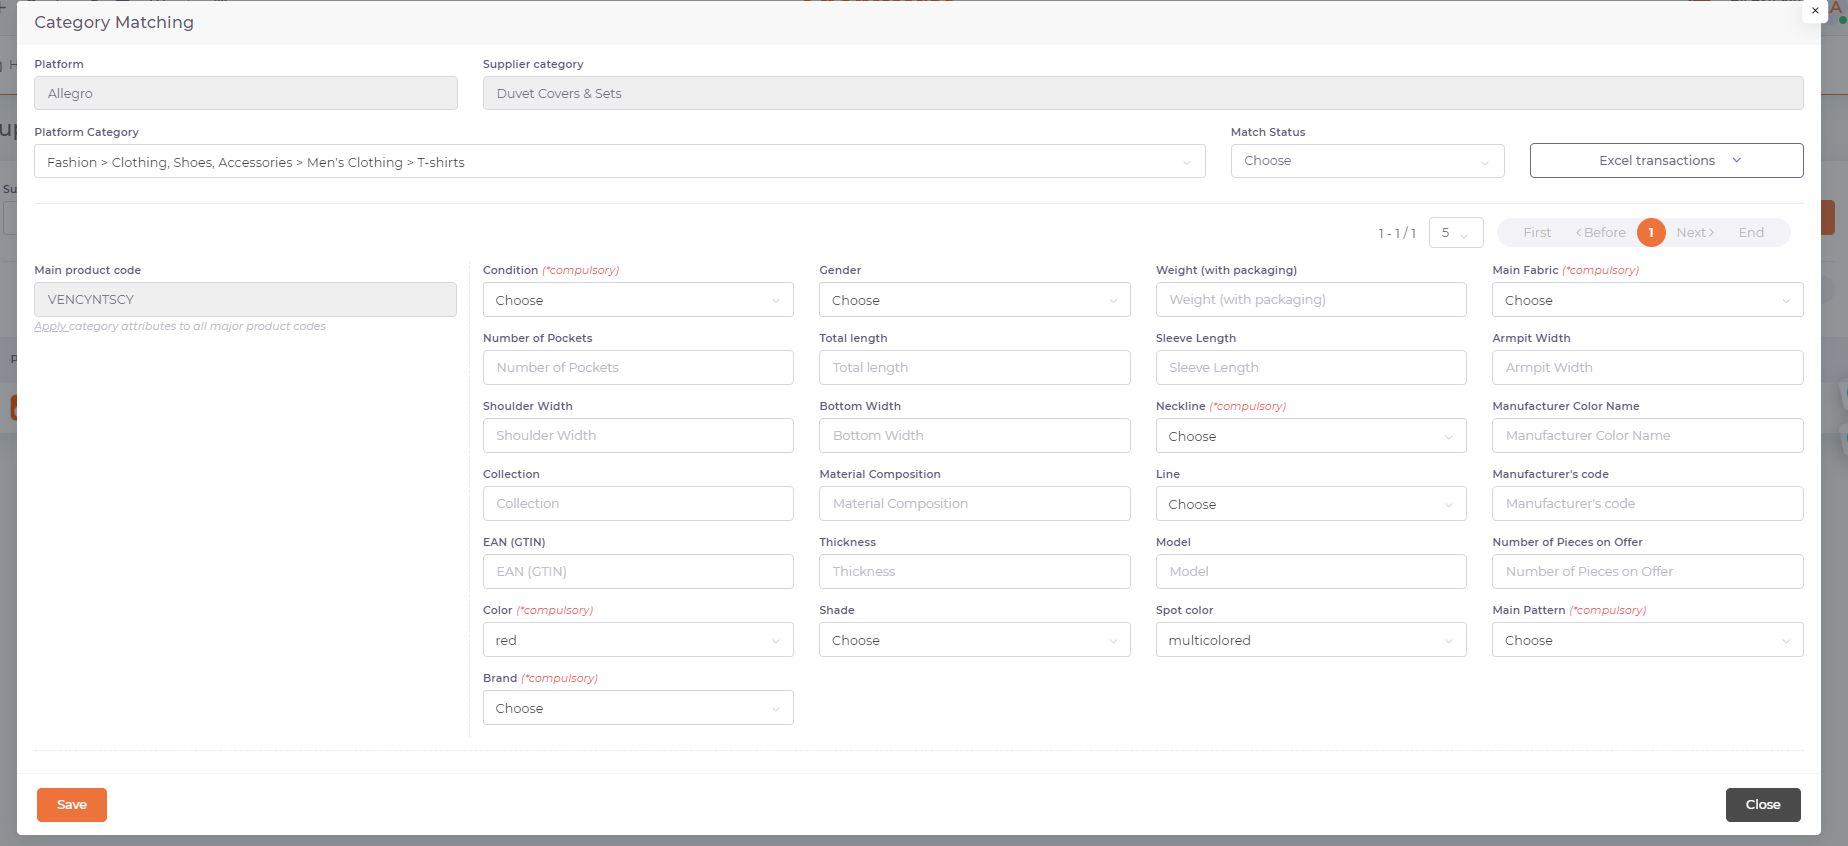 Category Matching
×
Platform
Supplier category
Allegro
Duvet Covers & Sets
Platform Category
Match Status
Fashion > Clothing, Shoes, Accessories > Men's Clothing > T-shirts
Choose
Excel transactions
1 - 1 / 1
5
First
Before
1
Next
End
Main product code
VENCYNTSCY
Apply category attributes to all major product codes
Condition (*compulsory)
Gender
Weight (with packaging)
Main Fabric (*compulsory)
Choose
Choose
Weight (with packaging)
Choose
Number of Pockets
Total length
Sleeve Length
Armpit Width
Number of Pockets
Total length
Sleeve Length
Armpit Width
Shoulder Width
Bottom Width
Neckline (*compulsory)
Manufacturer Color Name
Shoulder Width
Bottom Width
Choose
Manufacturer Color Name
Collection
Material Composition
Line
Manufacturer's code
Collection
Material Composition
Choose
Manufacturer's code
EAN (GTIN)
Thickness
Model
Number of Pieces on Offer
EAN (GTIN)
Thickness
Model
Number of Pieces on Offer
Color (*compulsory)
Shade
Spot color
Main Pattern (*compulsory)
red
Choose
multicolored
Choose
Brand (*compulsory)
Choose
Save
Close